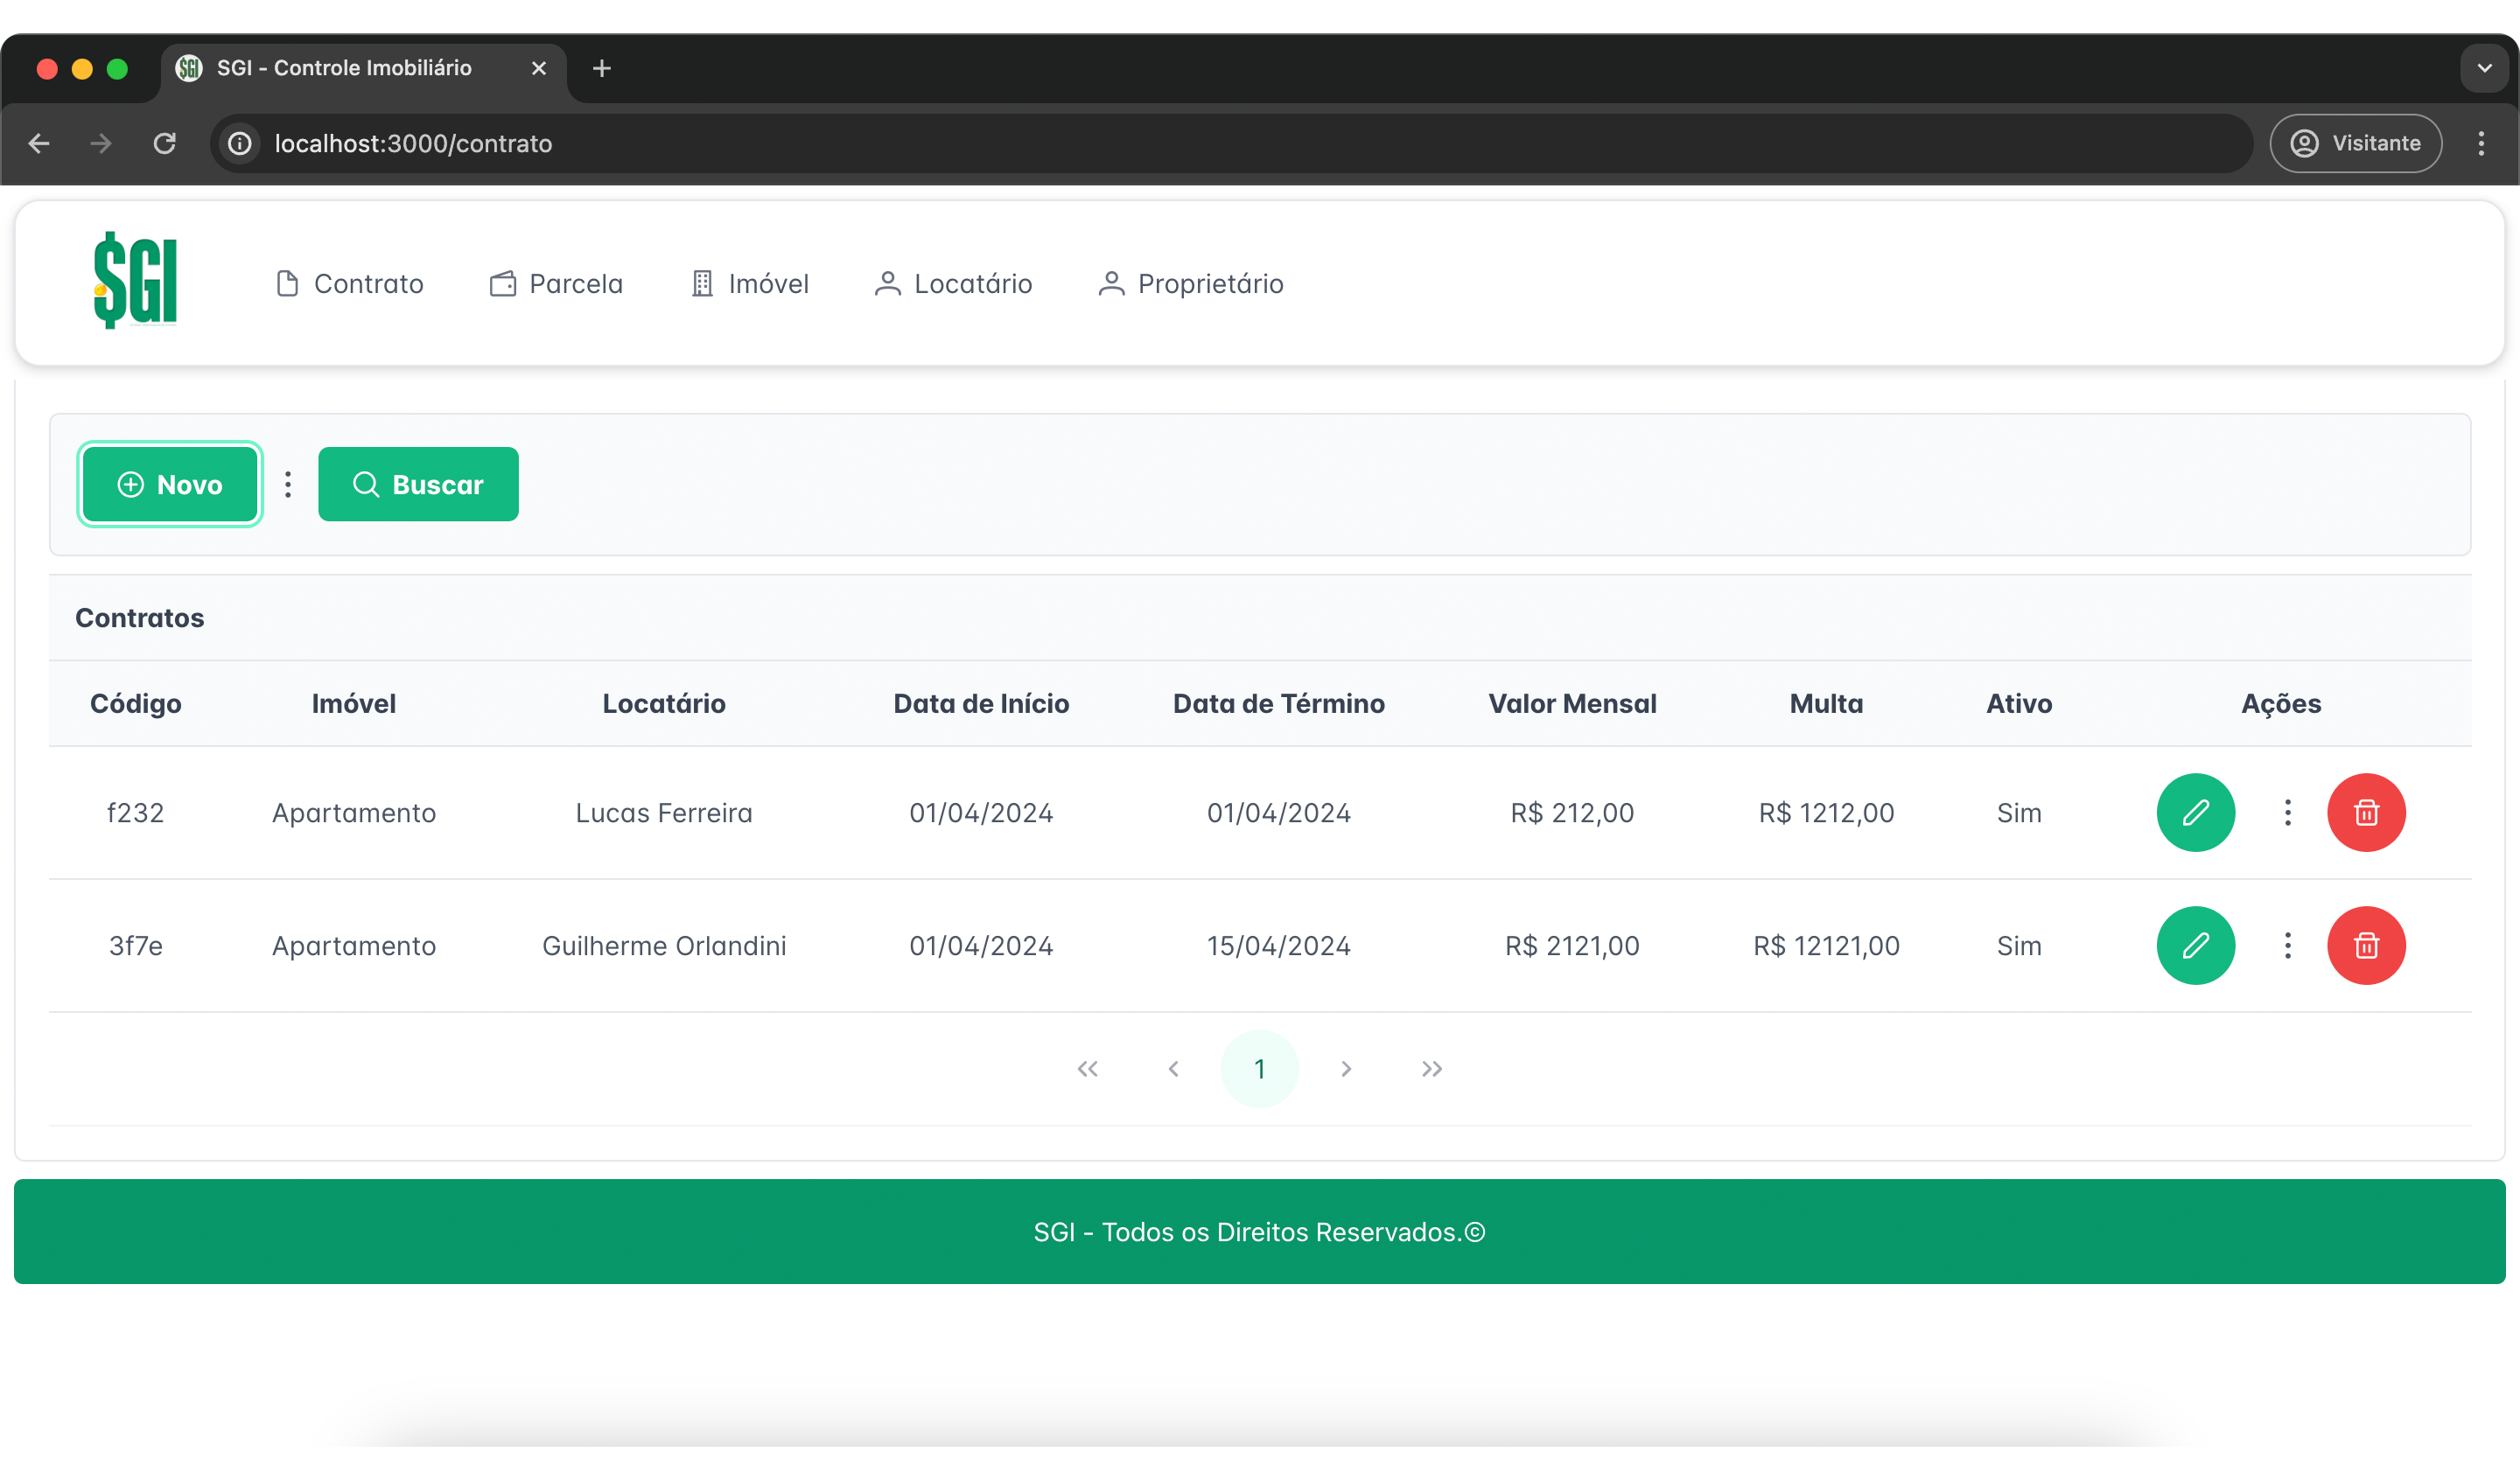 SGI - Controle Imobiliário
localhost:3000/contrato
Visitante
$GI
Contrato
Parcela
Imóvel
Locatário
Proprietário
Novo
Buscar
Contratos
Código Imóvel Locatário Data de Início Data de Término Valor Mensal Multa Ativo Ações
f232 Apartamento Lucas Ferreira 01/04/2024 01/04/2024 R$ 212,00 R$ 1212,00 Sim
3f7e Apartamento Guilherme Orlandini 01/04/2024 15/04/2024 R$ 2121,00 R$ 12121,00 Sim
1
SGI - Todos os Direitos Reservados.©